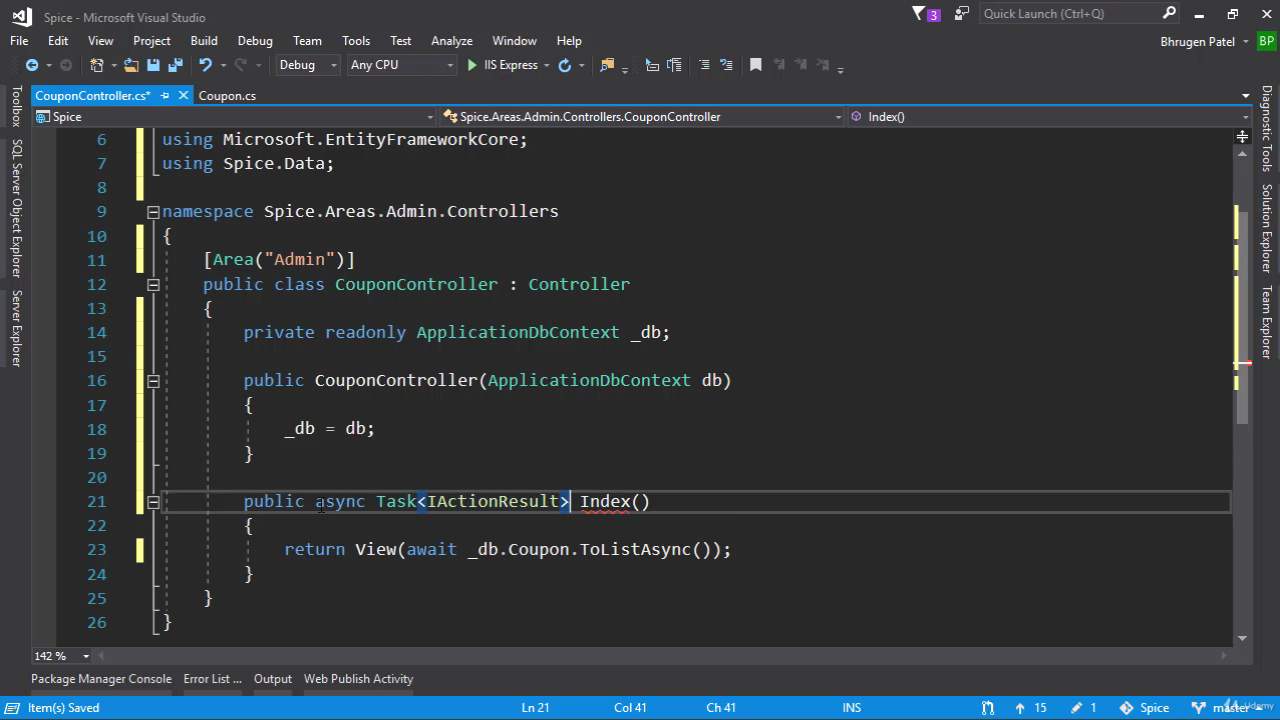 Spice - Microsoft Visual Studio
3
Quick Launch (Ctrl+Q)
File Edit View Project Build Debug Team Tools Test Analyze Window Help
Bhrugen Patel BP
Debug Any CPU IIS Express
CouponController.cs* Coupon.cs
Spice Spice.Areas.Admin.Controllers.CouponController Index()
Toolbox
SQL Server Object Explorer
Server Explorer
6 using Microsoft.EntityFrameworkCore;
7 using Spice.Data;
8
9 namespace Spice.Areas.Admin.Controllers
10 {
11 [Area("Admin")]
12 public class CouponController : Controller
13 {
14 private readonly ApplicationDbContext _db;
15
16 public CouponController(ApplicationDbContext db)
17 {
18 _db = db;
19 }
20
21 public async Task<IActionResult> Index()
22 {
23 return View(await _db.Coupon.ToListAsync());
24 }
25 }
26 }
Diagnostic Tools
Solution Explorer
Team Explorer
142 %
Package Manager Console Error List ... Output Web Publish Activity
Item(s) Saved Ln 21 Col 41 Ch 41 INS 15 1 Spice master
Udemy